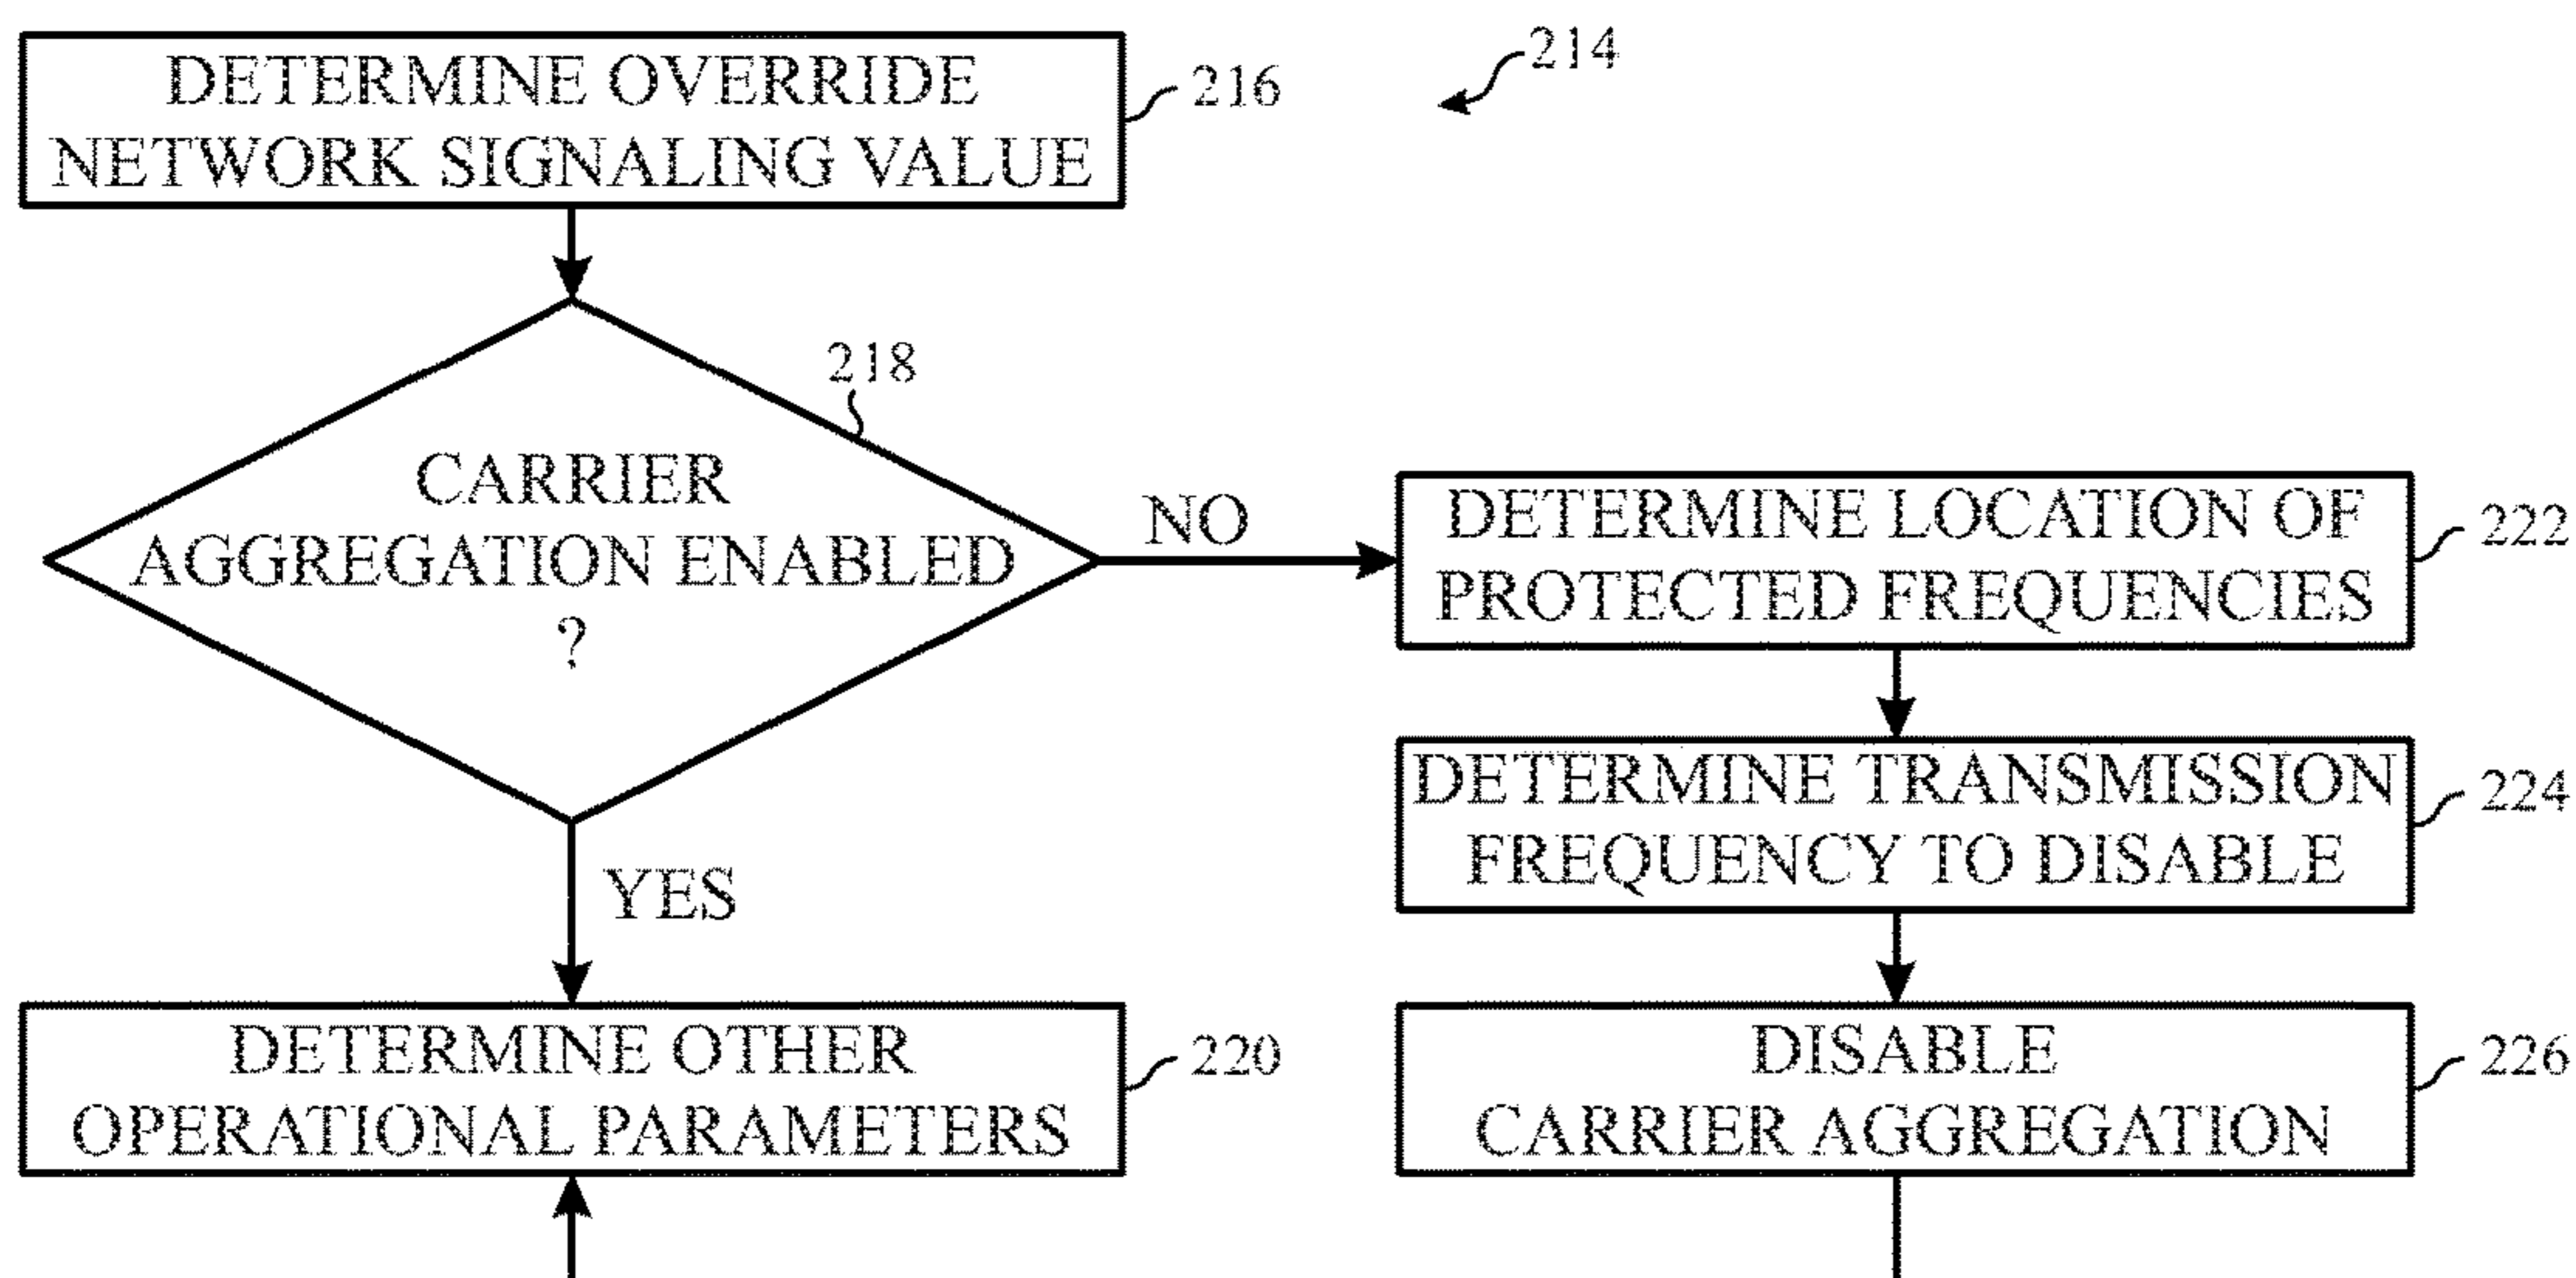 214
DETERMINE OVERRIDE
NETWORK SIGNALING VALUE
216
218
CARRIER
AGGREGATION ENABLED
?
NO
YES
DETERMINE LOCATION OF
PROTECTED FREQUENCIES
222
DETERMINE TRANSMISSION
FREQUENCY TO DISABLE
224
DETERMINE OTHER
OPERATIONAL PARAMETERS
220
DISABLE
CARRIER AGGREGATION
226